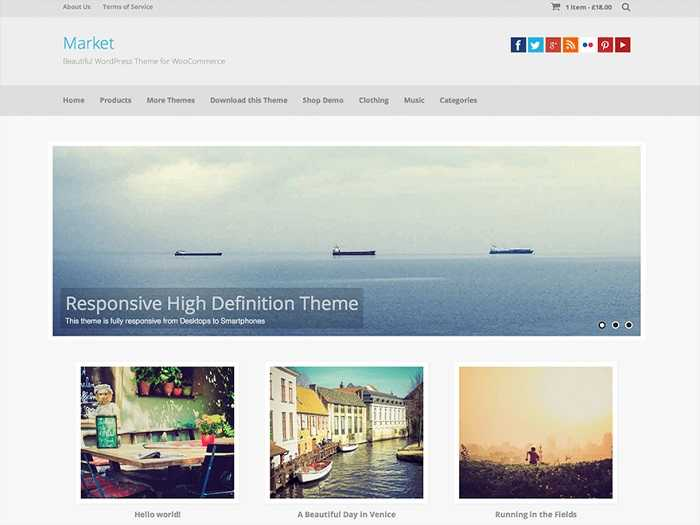 About Us Terms of Service 1 Item - £18.00
Market
Beautiful WordPress Theme for WooCommerce
Home Products More Themes Download this Theme Shop Demo Clothing Music Categories
Responsive High Definition Theme
This theme is fully responsive from Desktops to Smartphones
Hello world! A Beautiful Day in Venice Running in the Fields